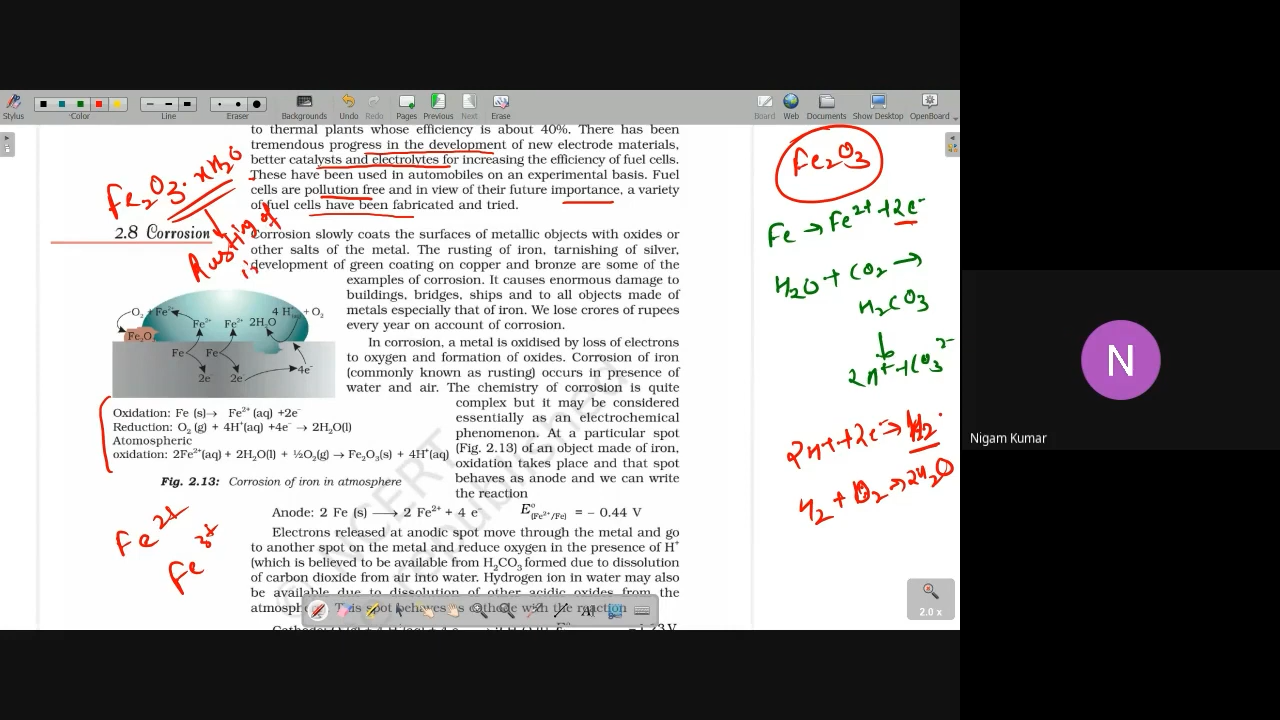 Stylus
Color
Line
Eraser
Backgrounds
Undo
Redo
Pages
Previous
Next
Erase
Board
Web
Documents
Show Desktop
OpenBoard
to thermal plants whose efficiency is about 40%. There has been
tremendous progress in the development of new electrode materials,
better catalysts and electrolytes for increasing the efficiency of fuel cells.
These have been used in automobiles on an experimental basis. Fuel
cells are pollution free and in view of their future importance, a variety
of fuel cells have been fabricated and tried.
Fe₂O₃.xH₂O
Rusting of
2.8 Corrosion
Corrosion slowly coats the surfaces of metallic objects with oxides or
other salts of the metal. The rusting of iron, tarnishing of silver,
development of green coating on copper and bronze are some of the
examples of corrosion. It causes enormous damage to
buildings, bridges, ships and to all objects made of
metals especially that of iron. We lose crores of rupees
every year on account of corrosion.
In corrosion, a metal is oxidised by loss of electrons
to oxygen and formation of oxides. Corrosion of iron
(commonly known as rusting) occurs in presence of
water and air. The chemistry of corrosion is quite
complex but it may be considered
essentially as an electrochemical
phenomenon. At a particular spot
(Fig. 2.13) of an object made of iron,
oxidation takes place and that spot
behaves as anode and we can write
the reaction
O₂ + Fe²⁺
Fe²⁺
Fe²⁺
2H₂O
4 H⁺(aq) + O₂
Fe₂O₃
Fe
Fe
2e⁻
2e⁻
4e⁻
Oxidation: Fe (s)→ Fe²⁺ (aq) +2e⁻
Reduction: O₂ (g) + 4H⁺(aq) +4e⁻ → 2H₂O(l)
Atomospheric
oxidation: 2Fe²⁺(aq) + 2H₂O(l) + ½O₂(g) → Fe₂O₃(s) + 4H⁺(aq)
Fig. 2.13: Corrosion of iron in atmosphere
Anode: 2 Fe (s) ⟶ 2 Fe²⁺ + 4 e⁻ E°(Fe²⁺/Fe) = – 0.44 V
Electrons released at anodic spot move through the metal and go
to another spot on the metal and reduce oxygen in the presence of H⁺
(which is believed to be available from H₂CO₃ formed due to dissolution
of carbon dioxide from air into water. Hydrogen ion in water may also
be available due to dissolution of other acidic oxides from the
This spot behaves as cathode with the reaction
Fe²⁺
Fe³⁺
Fe₂O₃
Fe → Fe²⁺ + 2e⁻
H₂O + CO₂ →
H₂CO₃
↓
2H⁺ + CO₃²⁻
2H⁺ + 2e⁻ → H₂
H₂ + O₂ → 2H₂O
NCERT
republished
2.0 x
N
Nigam Kumar